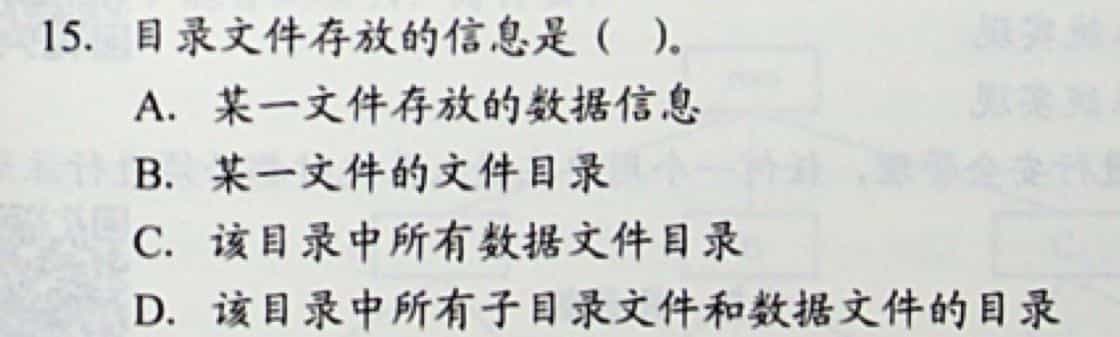 15. 目录文件存放的信息是（ ）。
A. 某一文件存放的数据信息
B. 某一文件的文件目录
C. 该目录中所有数据文件目录
D. 该目录中所有子目录文件和数据文件的目录